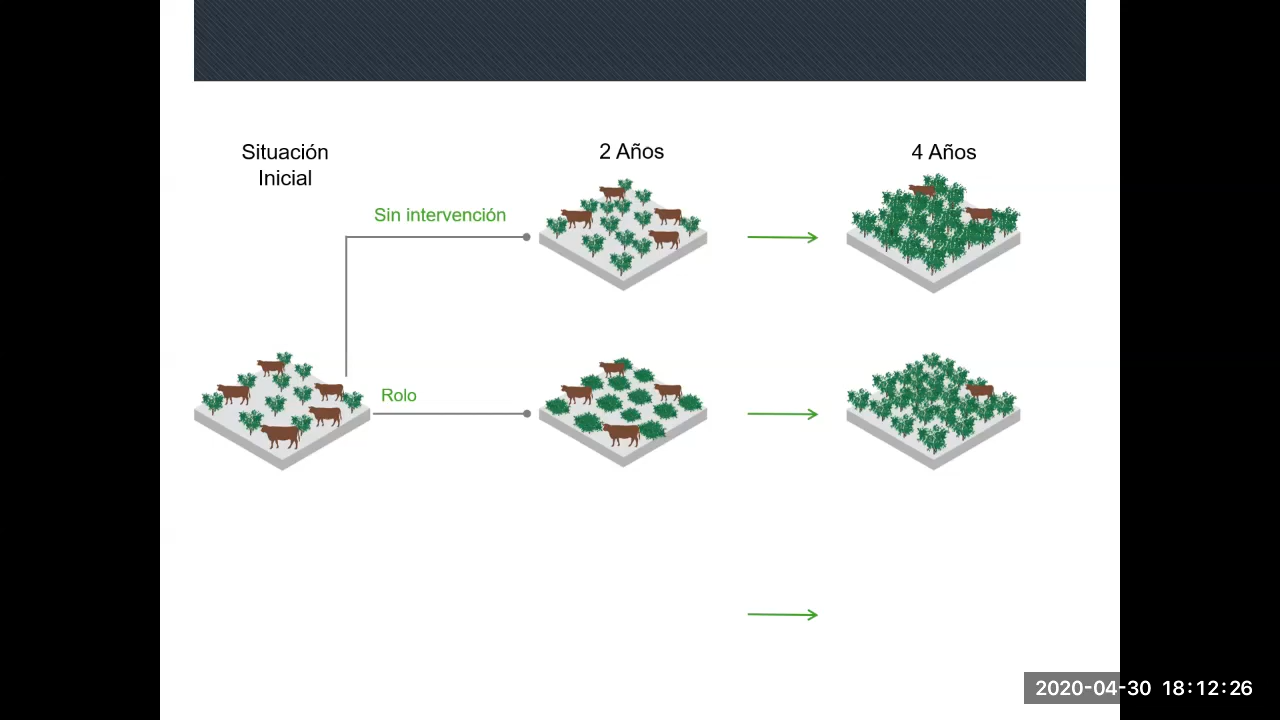 Situación
Inicial
2 Años
4 Años
Sin intervención
Rolo
2020-04-30 18:12:26